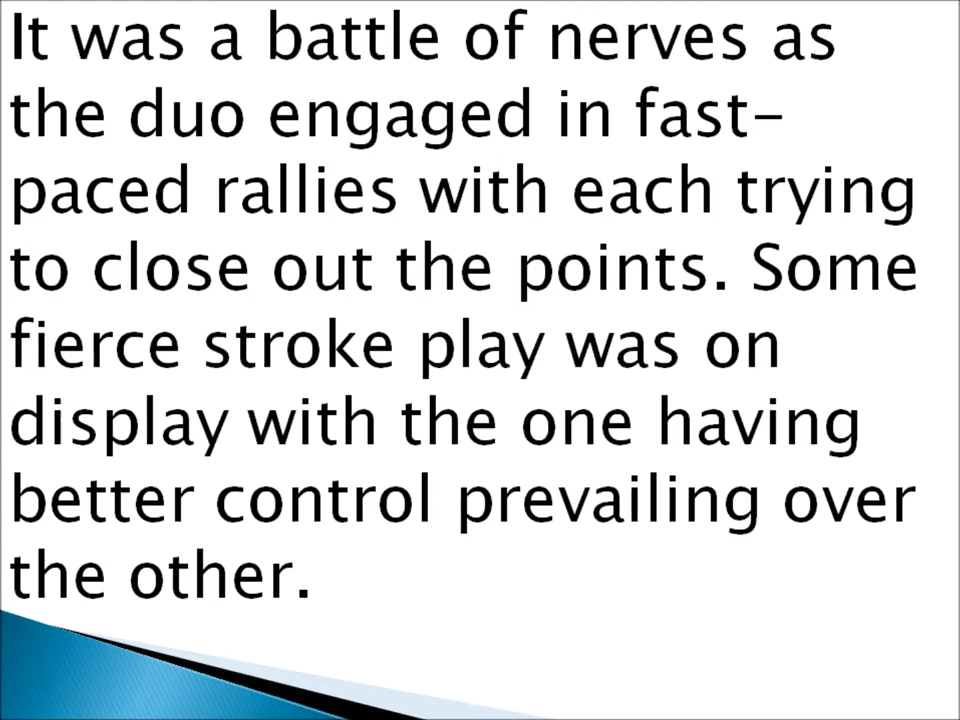 It was a battle of nerves as
the duo engaged in fast-
paced rallies with each trying
to close out the points. Some
fierce stroke play was on
display with the one having
better control prevailing over
the other.